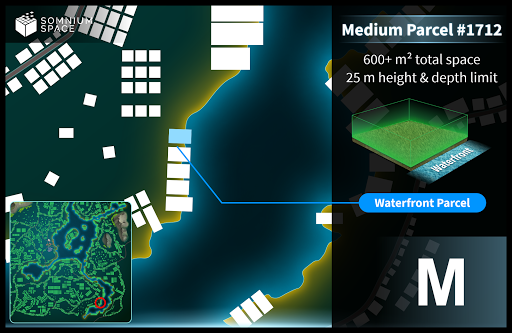 SOMNIUM
SPACE
Medium Parcel #1712
600+ m² total space
25 m height & depth limit
Waterfront
Waterfront Parcel
M